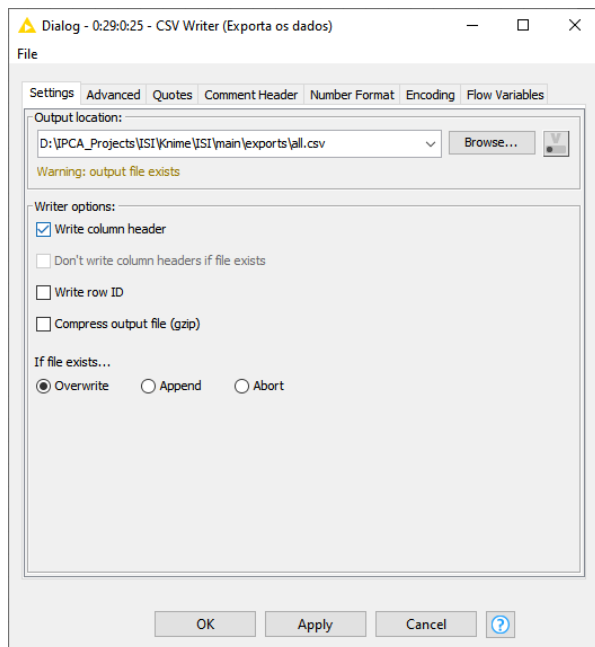 Dialog - 0:29:0:25 - CSV Writer (Exporta os dados)
File
Settings Advanced Quotes Comment Header Number Format Encoding Flow Variables
Output location:
D:\IPCA_Projects\ISI\Knime\ISI\main\exports\all.csv Browse... V
Warning: output file exists
Writer options:
Write column header
Don't write column headers if file exists
Write row ID
Compress output file (gzip)
If file exists...
Overwrite Append Abort
OK Apply Cancel ?